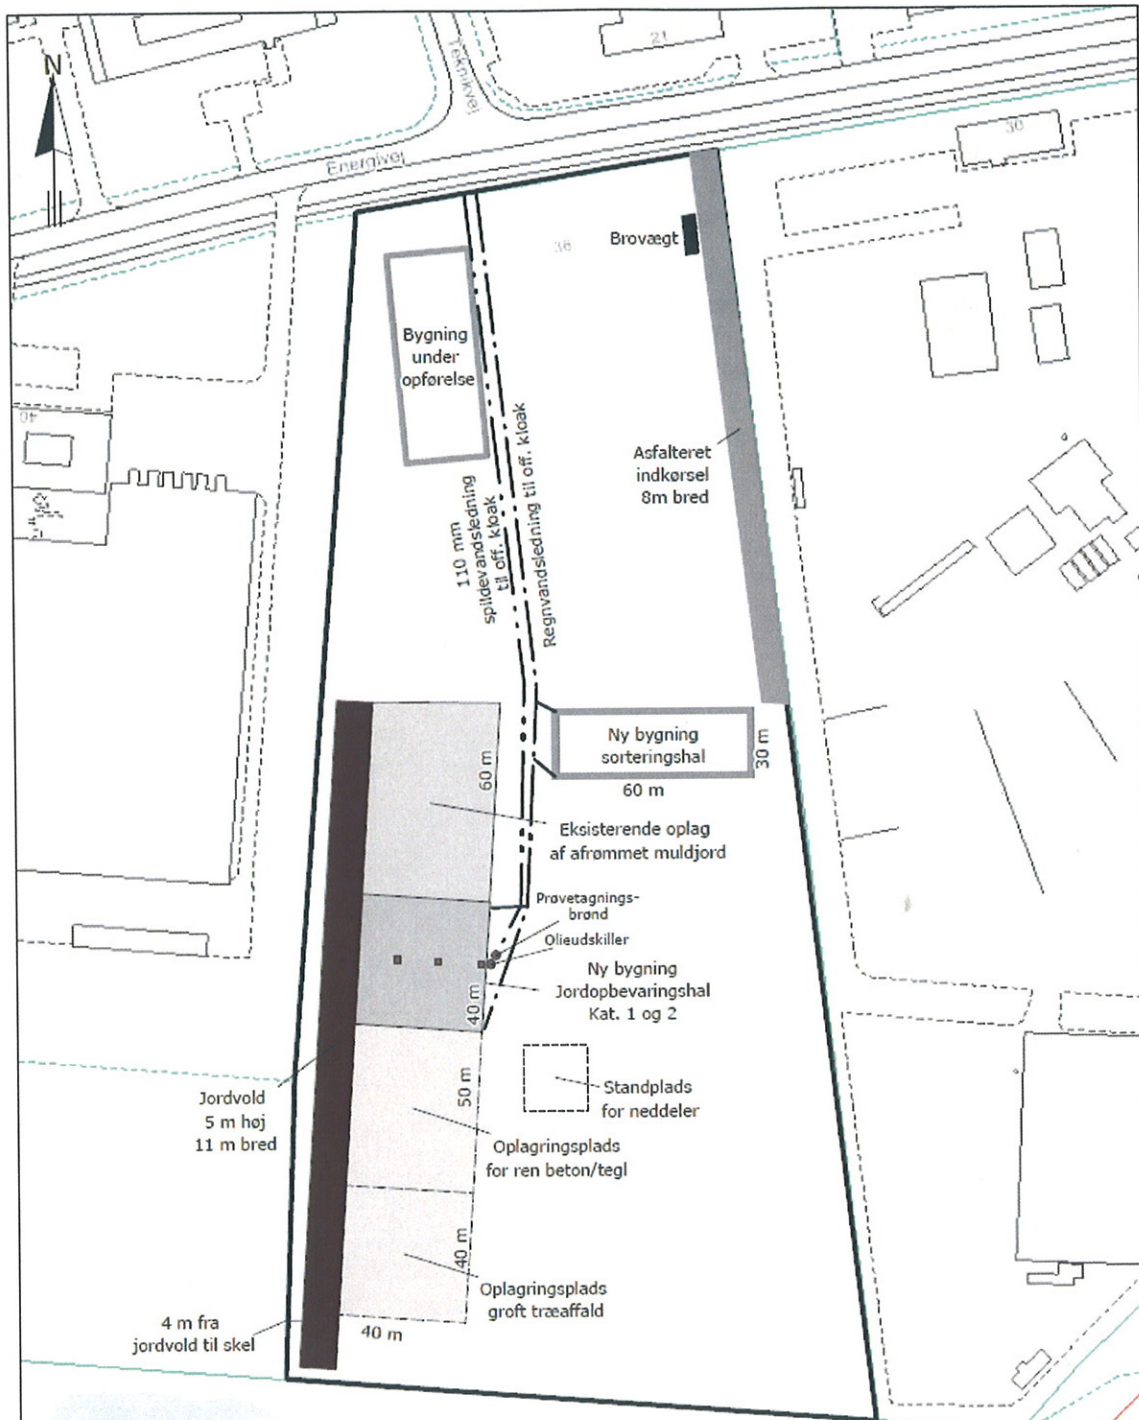 N
Teknikvej
21
30
Energivej
36
Brovægt
Bygning
under
opførelse
40
Asfalteret
indkørsel
8m bred
110 mm
spildevandsledning
til off. kloak
Regnvandsledning til off. kloak
Ny bygning
sorteringshal
30 m
60 m
60 m
Eksisterende oplag
af afrømmet muldjord
Prøvetagnings-
brønd
Olieudskiller
Ny bygning
Jordopbevaringshal
Kat. 1 og 2
40 m
Standplads
for neddeler
50 m
Jordvold
5 m høj
11 m bred
Oplagringsplads
for ren beton/tegl
40 m
Oplagringsplads
groft træaffald
4 m fra
jordvold til skel
40 m